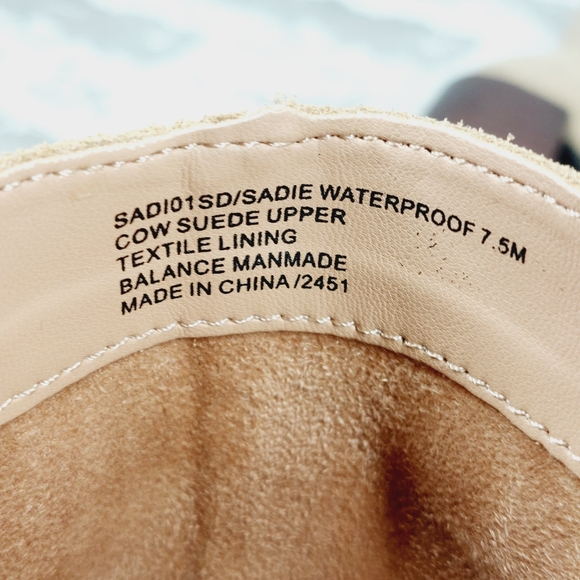 SADI01SD/SADIE WATERPROOF 7.5M
COW SUEDE UPPER
TEXTILE LINING
BALANCE MANMADE
MADE IN CHINA /2451